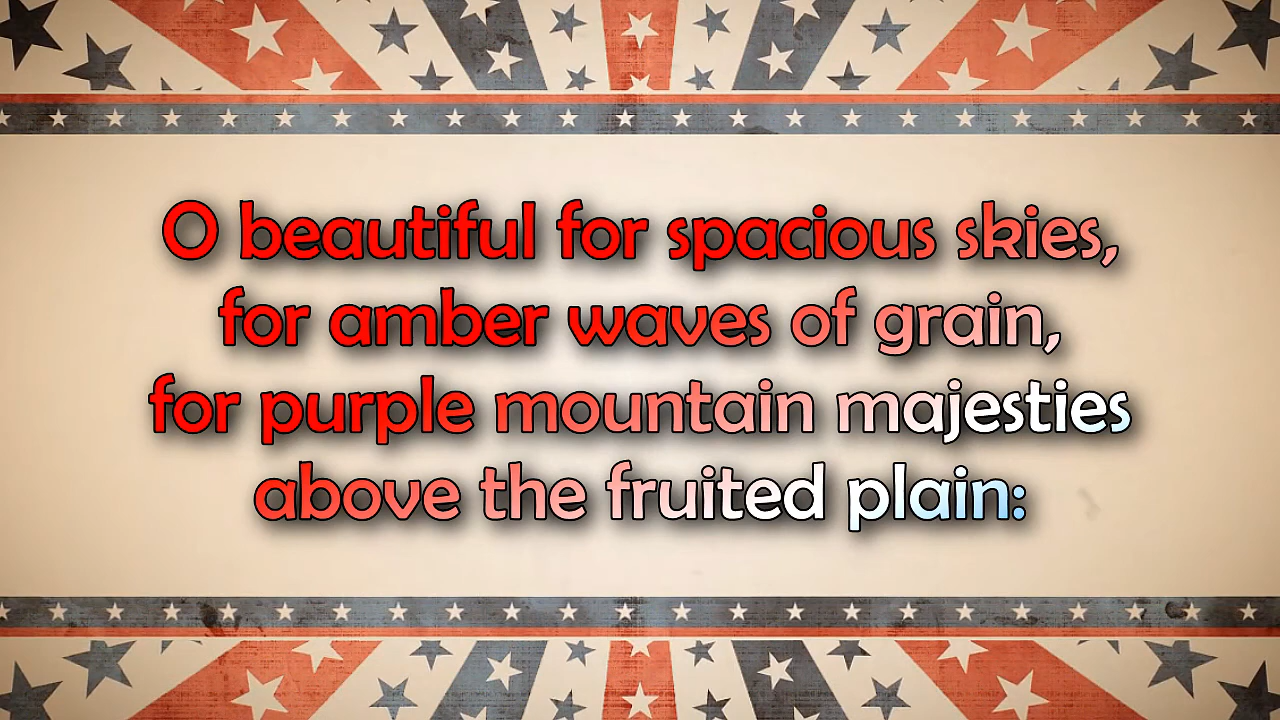 O beautiful for spacious skies,
for amber waves of grain,
for purple mountain majesties
above the fruited plain: